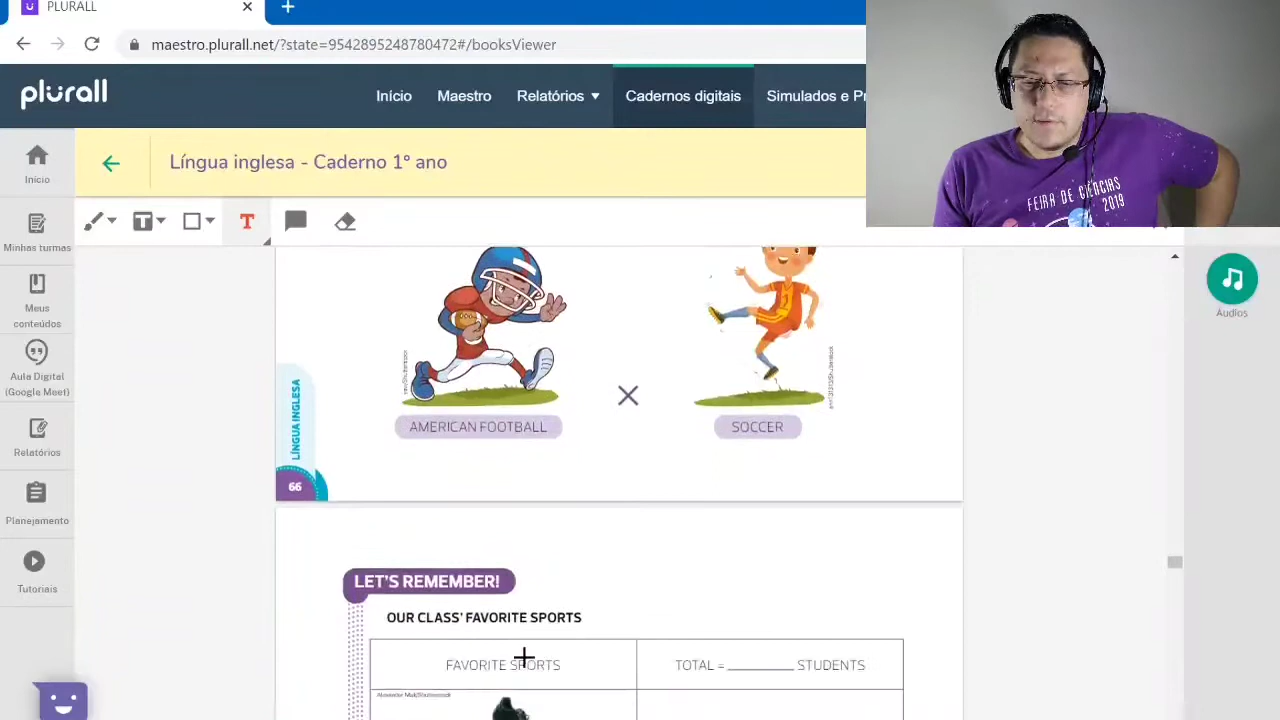 PLURALL
maestro.plurall.net/?state=9542895248780472#/booksViewer
plurall
Início
Maestro
Relatórios
Cadernos digitais
Simulados e Pr
FEIRA DE CIÊNCIAS
2019
Língua inglesa - Caderno 1º ano
Início
Minhas turmas
Meus
conteúdos
Aula Digital
(Google Meet)
Relatórios
Planejamento
Tutoriais
T
T
Áudios
AMERICAN FOOTBALL
SOCCER
LÍNGUA INGLESA
66
LET'S REMEMBER!
OUR CLASS' FAVORITE SPORTS
FAVORITE SPORTS
TOTAL = __________ STUDENTS